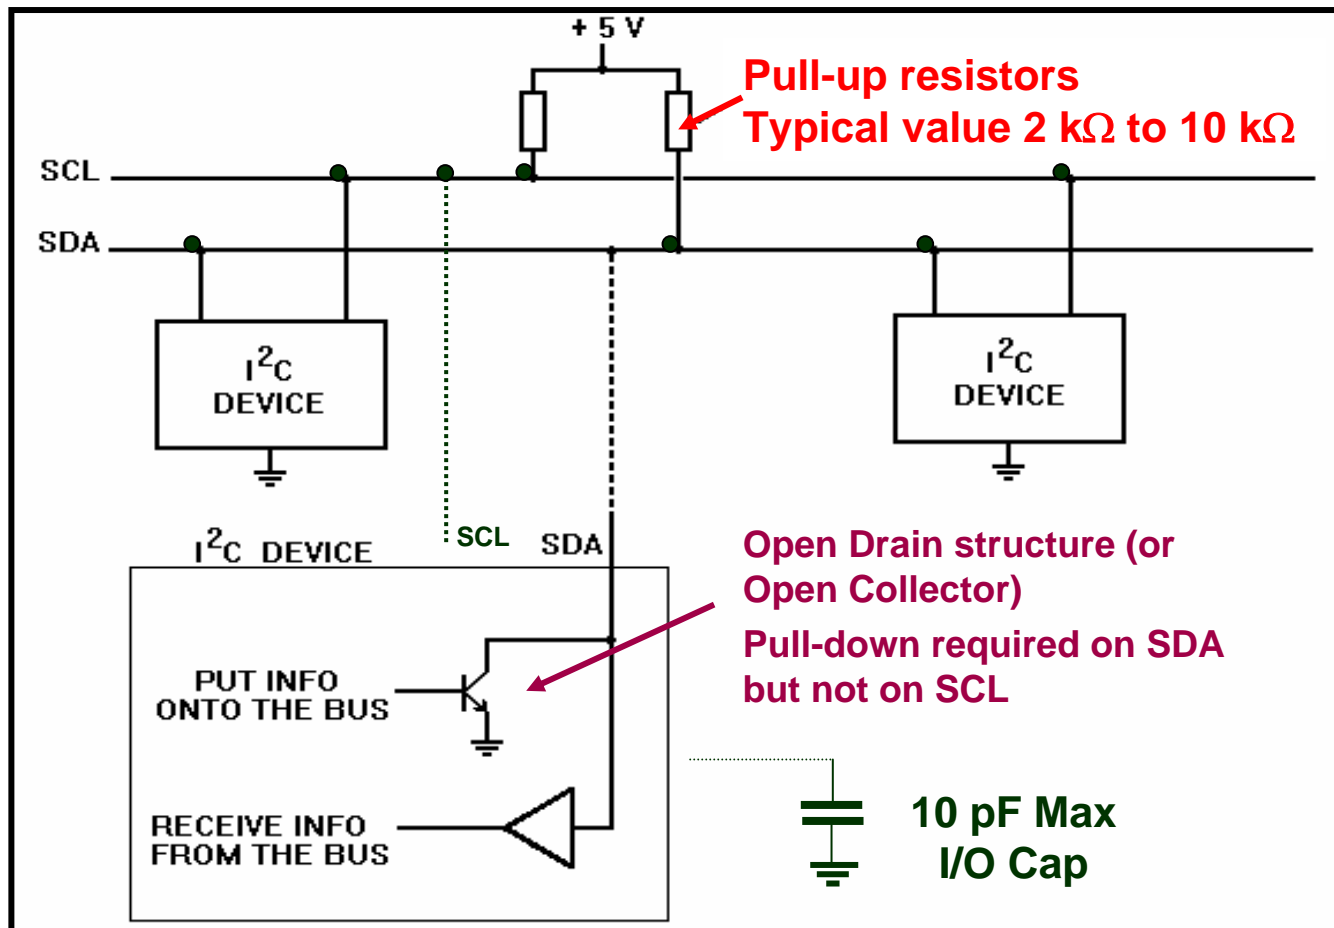 + 5 V
Pull-up resistors
Typical value 2 kΩ to 10 kΩ
SCL
SDA
I²C
DEVICE
I²C
DEVICE
I²C DEVICE
SCL
SDA
Open Drain structure (or
Open Collector)
Pull-down required on SDA
but not on SCL
PUT INFO
ONTO THE BUS
RECEIVE INFO
FROM THE BUS
10 pF Max
I/O Cap